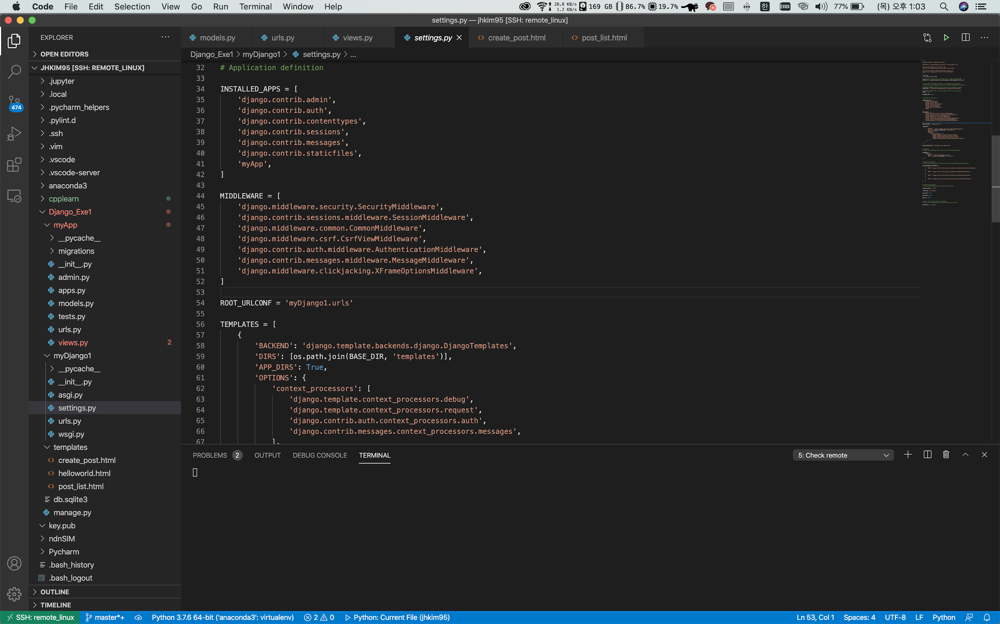 Code File Edit Selection View Go Run Terminal Window Help 28.8 KB/s 1.2 KB/s 169 GB 86.7% 19.7% N 한 77% (목) 오후 1:03
settings.py — jhkim95 [SSH: remote_linux]
EXPLORER
OPEN EDITORS
JHKIM95 [SSH: REMOTE_LINUX]
474
.jupyter
.local
.pycharm_helpers
.pylint.d
.ssh
.vim
.vscode
.vscode-server
anaconda3
cpplearn
Django_Exe1
myApp
__pycache__
migrations
__init__.py
admin.py
apps.py
models.py
tests.py
urls.py
views.py 2
myDjango1
__pycache__
__init__.py
asgi.py
settings.py
urls.py
wsgi.py
templates
create_post.html
helloworld.html
post_list.html
db.sqlite3
manage.py
key.pub
ndnSIM
Pycharm
.bash_history
.bash_logout
OUTLINE
TIMELINE
models.py urls.py views.py settings.py create_post.html post_list.html
Django_Exe1 > myDjango1 > settings.py > ...
32 # Application definition
33
34 INSTALLED_APPS = [
35 'django.contrib.admin',
36 'django.contrib.auth',
37 'django.contrib.contenttypes',
38 'django.contrib.sessions',
39 'django.contrib.messages',
40 'django.contrib.staticfiles',
41 'myApp',
42 ]
43
44 MIDDLEWARE = [
45 'django.middleware.security.SecurityMiddleware',
46 'django.contrib.sessions.middleware.SessionMiddleware',
47 'django.middleware.common.CommonMiddleware',
48 'django.middleware.csrf.CsrfViewMiddleware',
49 'django.contrib.auth.middleware.AuthenticationMiddleware',
50 'django.contrib.messages.middleware.MessageMiddleware',
51 'django.middleware.clickjacking.XFrameOptionsMiddleware',
52 ]
53
54 ROOT_URLCONF = 'myDjango1.urls'
55
56 TEMPLATES = [
57 {
58 'BACKEND': 'django.template.backends.django.DjangoTemplates',
59 'DIRS': [os.path.join(BASE_DIR, 'templates')],
60 'APP_DIRS': True,
61 'OPTIONS': {
62 'context_processors': [
63 'django.template.context_processors.debug',
64 'django.template.context_processors.request',
65 'django.contrib.auth.context_processors.auth',
66 'django.contrib.messages.context_processors.messages',
67 ],
PROBLEMS 2 OUTPUT DEBUG CONSOLE TERMINAL 5: Check remote
SSH: remote_linux master*+ Python 3.7.6 64-bit ('anaconda3': virtualenv) 2 0 Python: Current File (jhkim95) Ln 53, Col 1 Spaces: 4 UTF-8 LF Python